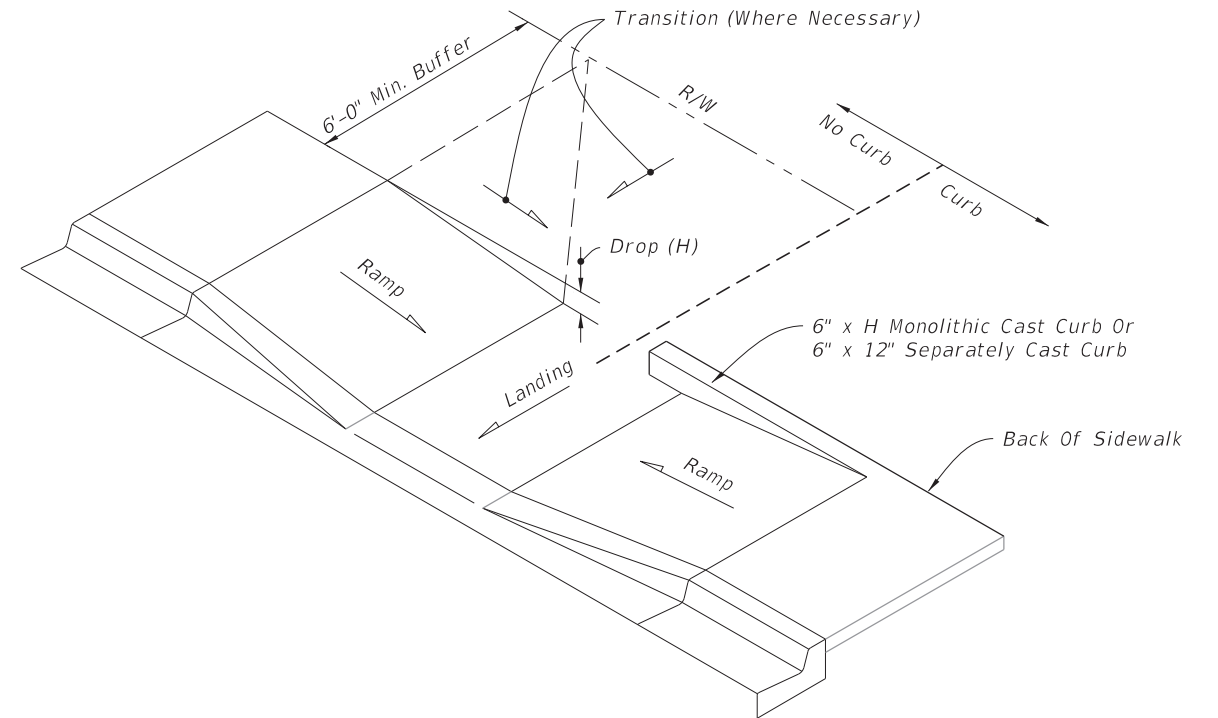 Transition (Where Necessary)
6'-0" Min. Buffer
R/W
No Curb
Curb
Drop (H)
Ramp
6" x H Monolithic Cast Curb Or
6" x 12" Separately Cast Curb
Landing
Back Of Sidewalk
Ramp